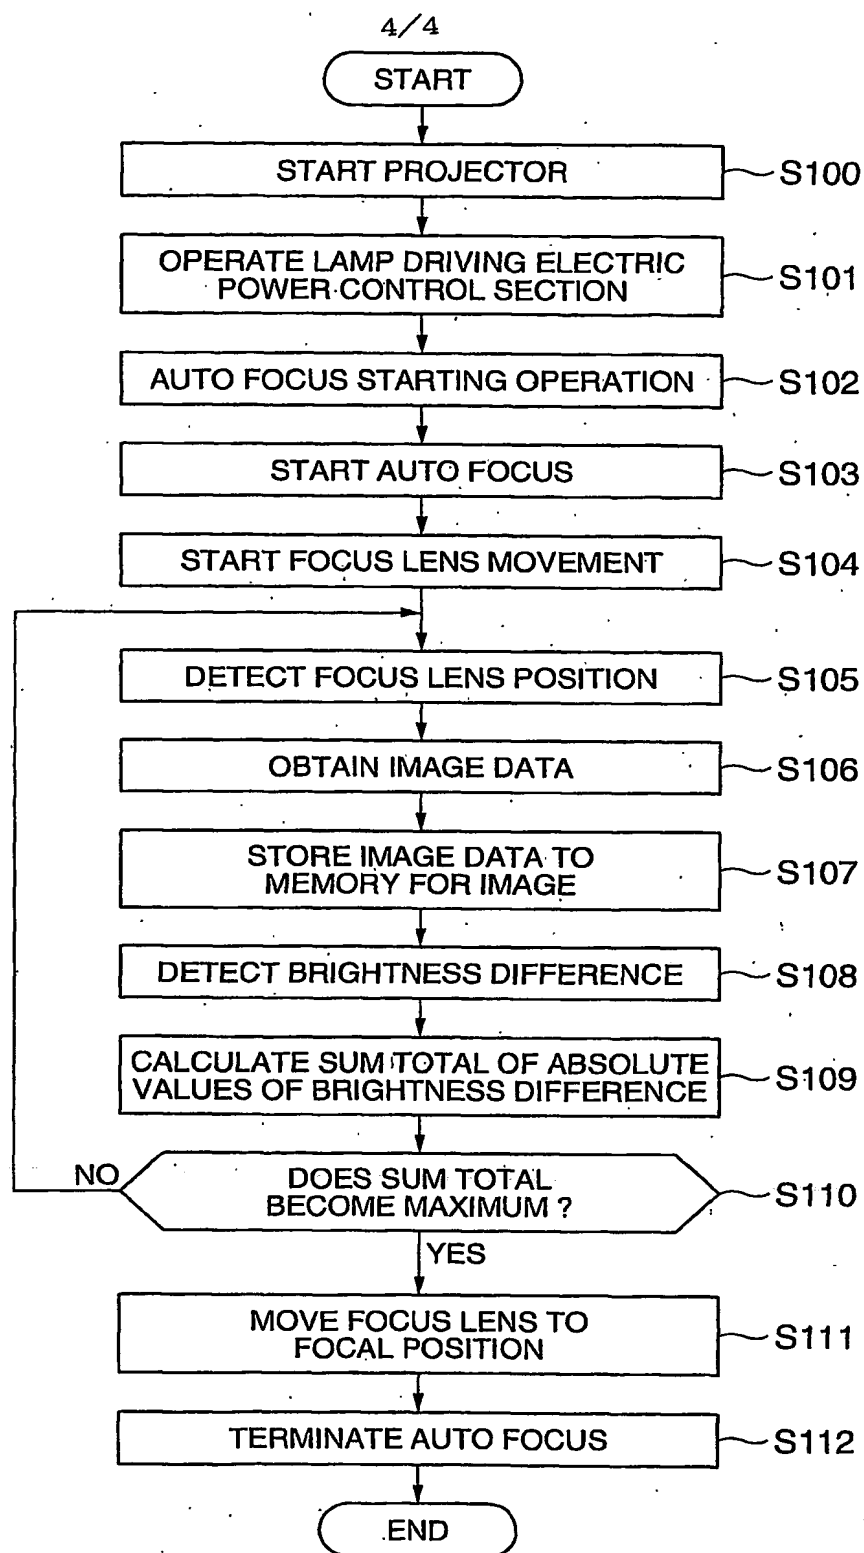 4/4
START
START PROJECTOR
S100
OPERATE LAMP DRIVING ELECTRIC
POWER CONTROL SECTION
S101
AUTO FOCUS STARTING OPERATION
S102
START AUTO FOCUS
S103
START FOCUS LENS MOVEMENT
S104
DETECT FOCUS LENS POSITION
S105
OBTAIN IMAGE DATA
S106
STORE IMAGE DATA TO
MEMORY FOR IMAGE
S107
DETECT BRIGHTNESS DIFFERENCE
S108
CALCULATE SUM TOTAL OF ABSOLUTE
VALUES OF BRIGHTNESS DIFFERENCE
S109
NO
DOES SUM TOTAL
BECOME MAXIMUM ?
S110
YES
MOVE FOCUS LENS TO
FOCAL POSITION
S111
TERMINATE AUTO FOCUS
S112
END